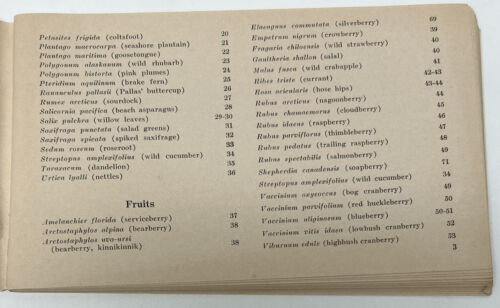 Petasites frigida (coltsfoot) 20
Plantago macrocarpa (seashore plantain) 21
Plantago maritima (goosetongue) 22
Polygonum alaskanum (wild rhubarb) 23
Polygonum bistorta (pink plumes) 24
Pteridium aquilinum (brake fern) 25
Ranunculus pallasii (Pallas' buttercup) 26
Rumex arcticus (sourdock) 27
Salicornia pacifica (beach asparagus) 28
Salix pulchra (willow leaves) 29-30
Saxifraga punctata (salad greens) 31
Saxifraga spicata (spiked saxifrage) 32
Sedum roseum (roseroot) 33
Streptopus amplexifolius (wild cucumber) 34
Taraxacum (dandelion) 35
Urtica lyalli (nettles) 36
Fruits
Amelanchier florida (serviceberry) 37
Arctostaphylos alpina (bearberry) 38
Arctostaphylos uva-ursi
(bearberry, kinnikinnik) 38
Elaeagnus commutata (silverberry) 69
Empetrum nigrum (crowberry) 39
Fragaria chiloensis (wild strawberry) 40
Gaultheria shallon (salal) 40
Malus fusca (wild crabapple) 41
Ribes triste (currant) 42-43
Rosa acicularis (rose hips) 43-44
Rubus arcticus (nagoonberry) 44
Rubus chamaemorus (cloudberry) 45
Rubus idaeus (raspberry) 46
Rubus parviflorus (thimbleberry) 47
Rubus pedatus (trailing raspberry) 48
Rubus spectabilis (salmonberry) 49
Shepherdia canadensis (soapberry) 71
Streptopus amplexifolius (wild cucumber) 34
Vaccinium oxycoccus (bog cranberry) 49
Vaccinium parvifolium (red huckleberry) 50
Vaccinium uliginosum (blueberry) 50-51
Vaccinium vitis idaea (lowbush cranberry) 52
Viburnum edule (highbush cranberry) 53
3